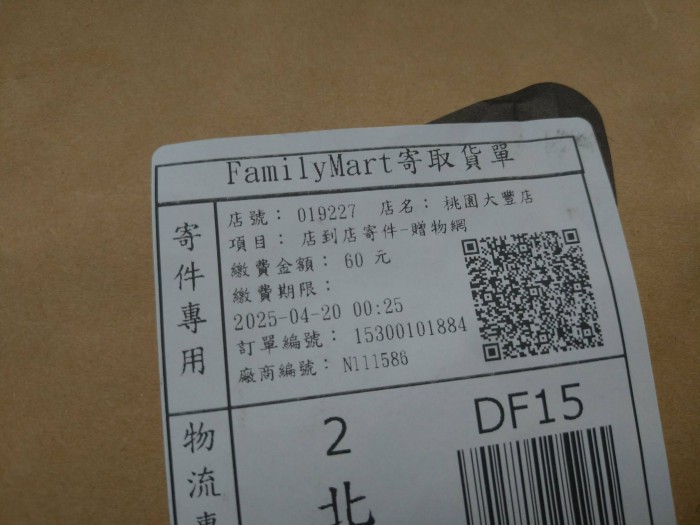 FamilyMart寄取貨單
寄件專用
店號： 019227 店名： 桃園大豐店
項目： 店到店寄件-贈物網
繳費金額： 60 元
繳費期限：
2025-04-20 00:25
訂單編號： 15300101884
廠商編號： N111586
物流專
2
北
DF15